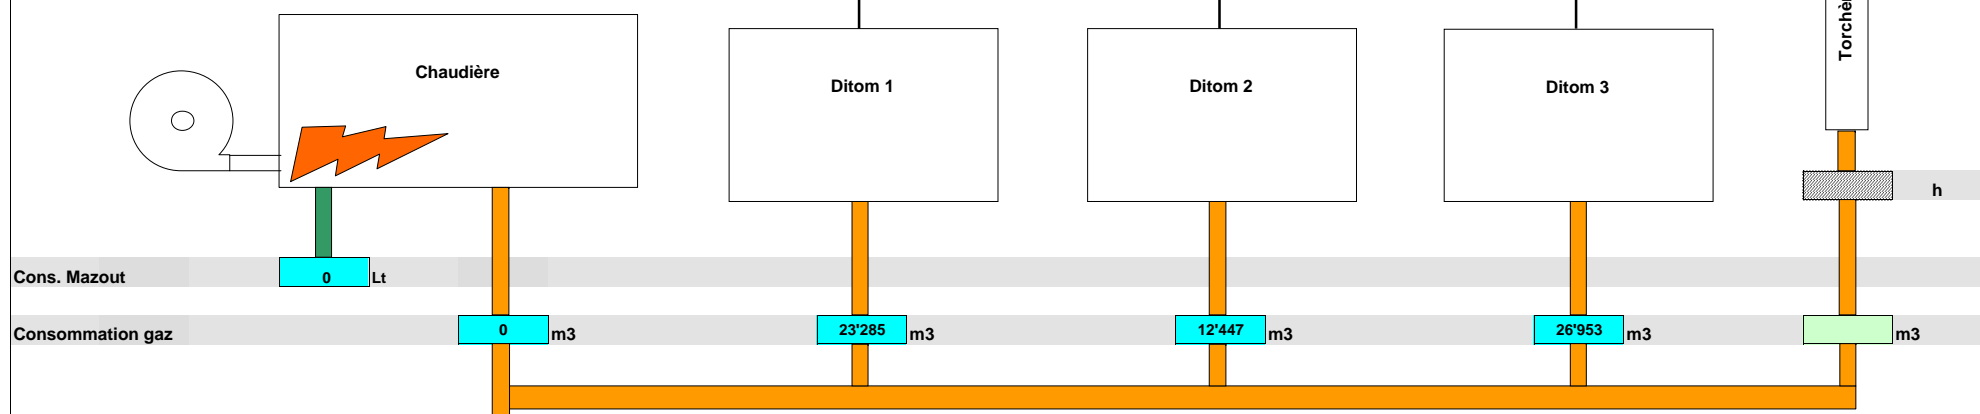 Chaudière
Ditom 1
Ditom 2
Ditom 3
h
Cons. Mazout
0
Lt
Consommation gaz
0
m3
23'285
m3
12'447
m3
26'953
m3
m3